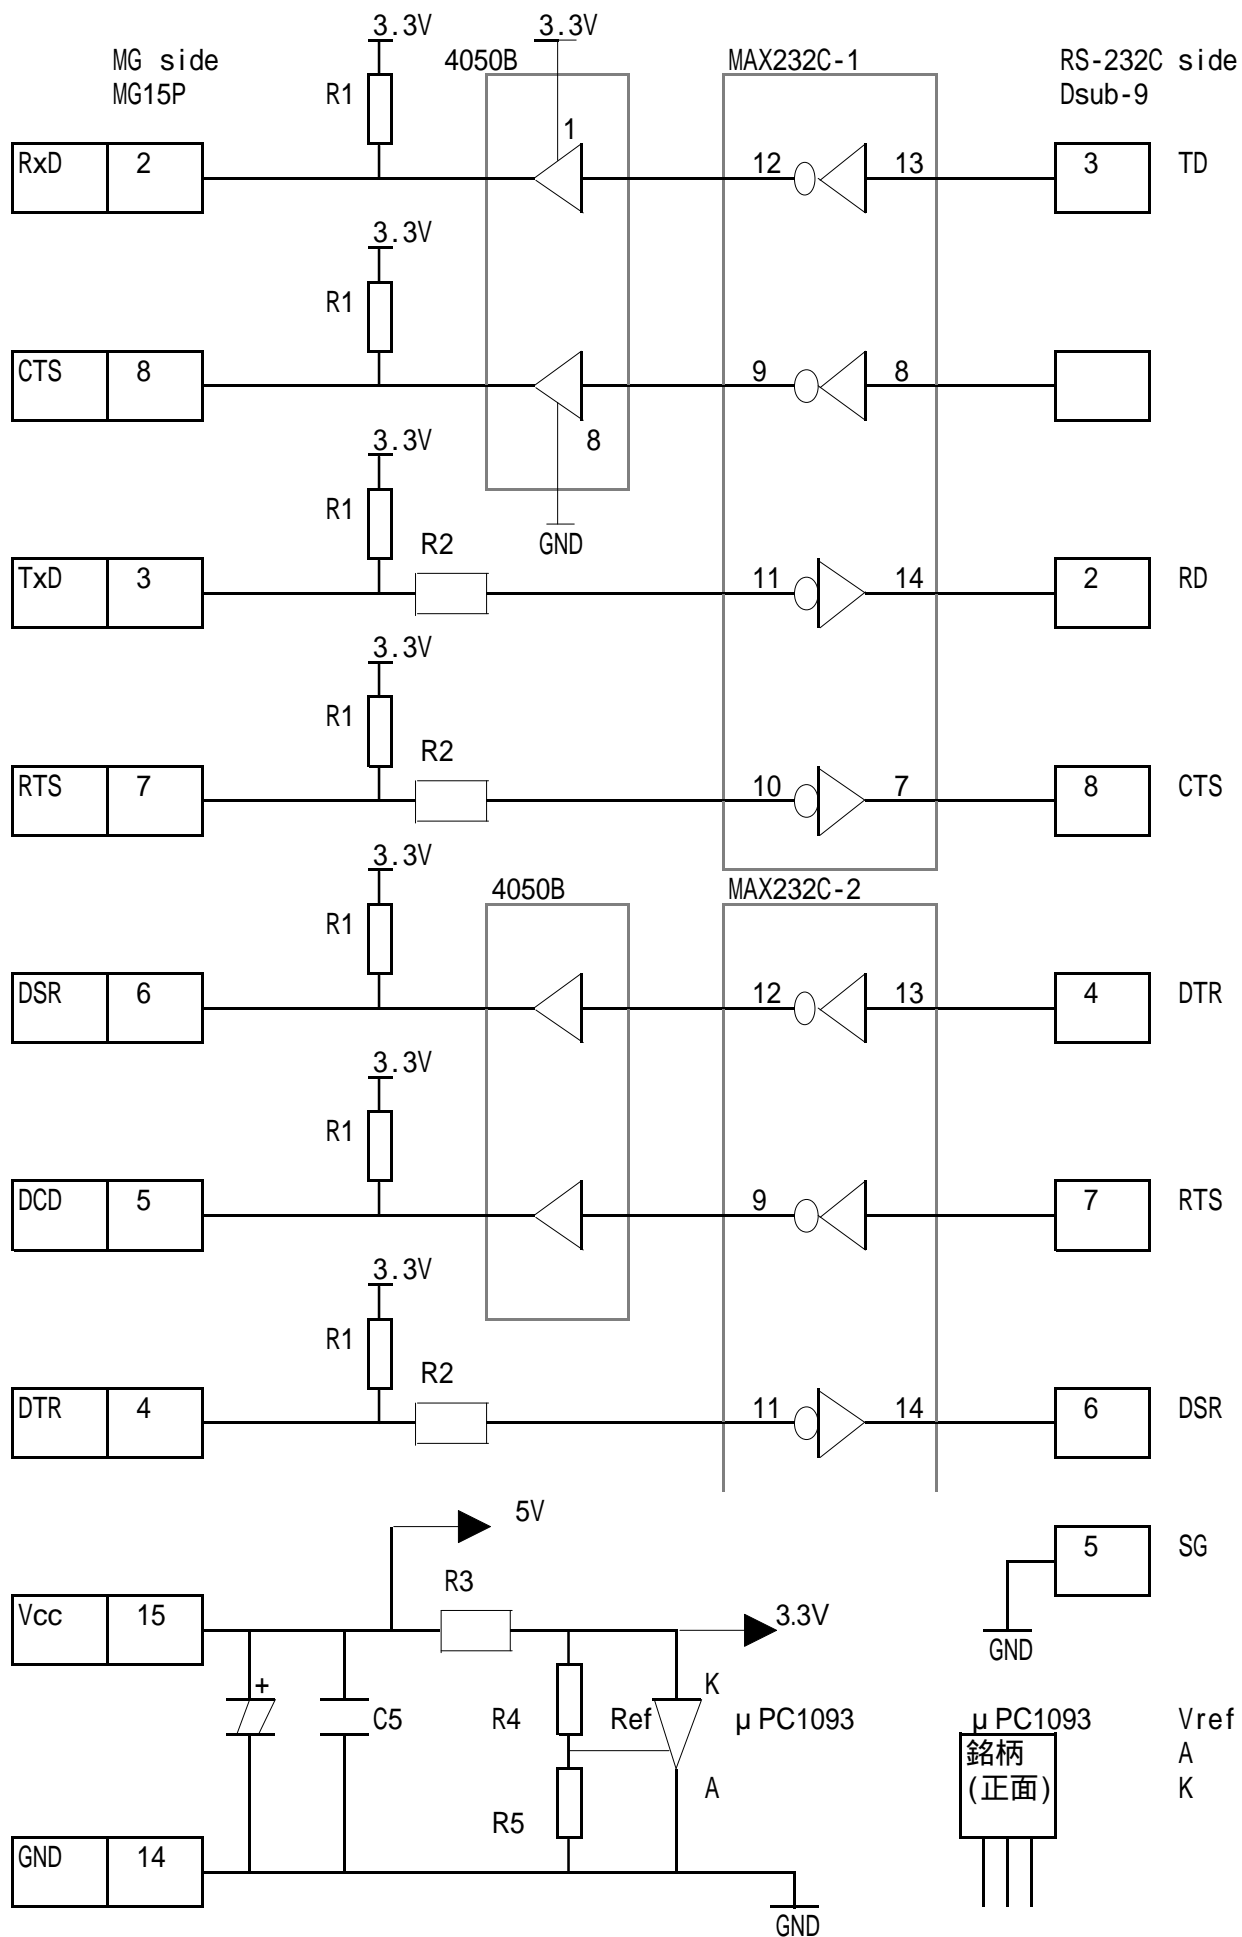 3.3V 3.3V
MG side 4050B MAX232C-1 RS-232C side
MG15P R1 Dsub-9
1
RxD 2 12 13 3 TD
3.3V
R1
CTS 8 9 8
8
3.3V
R1
R2 GND
TxD 3 11 14 2 RD
3.3V
R1
R2
RTS 7 10 7 8 CTS
3.3V
4050B MAX232C-2
R1
DSR 6 12 13 4 DTR
3.3V
R1
DCD 5 9 7 RTS
3.3V
R1
R2
DTR 4 11 14 6 DSR
5V
5 SG
R3
Vcc 15 3.3V
GND
+ K
C5 R4 Ref μPC1093 μPC1093 Vref
銘柄 A
A (正面) K
R5
GND 14
GND